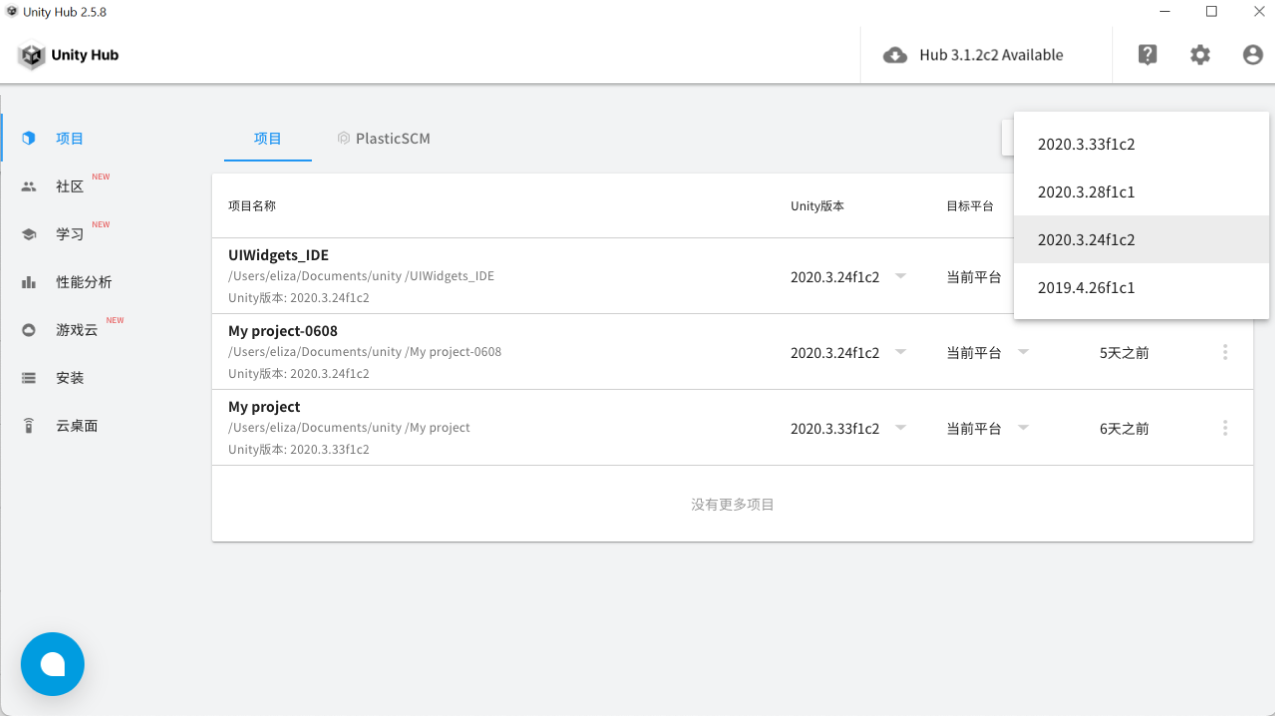 Unity Hub 2.5.8
Unity Hub
Hub 3.1.2c2 Available
项目
社区 NEW
学习 NEW
性能分析
游戏云 NEW
安装
云桌面
项目 PlasticSCM
2020.3.33f1c2
2020.3.28f1c1
2020.3.24f1c2
2019.4.26f1c1
项目名称 Unity版本 目标平台
UIWidgets_IDE
/Users/eliza/Documents/unity /UIWidgets_IDE
Unity版本: 2020.3.24f1c2
2020.3.24f1c2 当前平台
My project-0608
/Users/eliza/Documents/unity /My project-0608
Unity版本: 2020.3.24f1c2
2020.3.24f1c2 当前平台 5天之前
My project
/Users/eliza/Documents/unity /My project
Unity版本: 2020.3.33f1c2
2020.3.33f1c2 当前平台 6天之前
没有更多项目